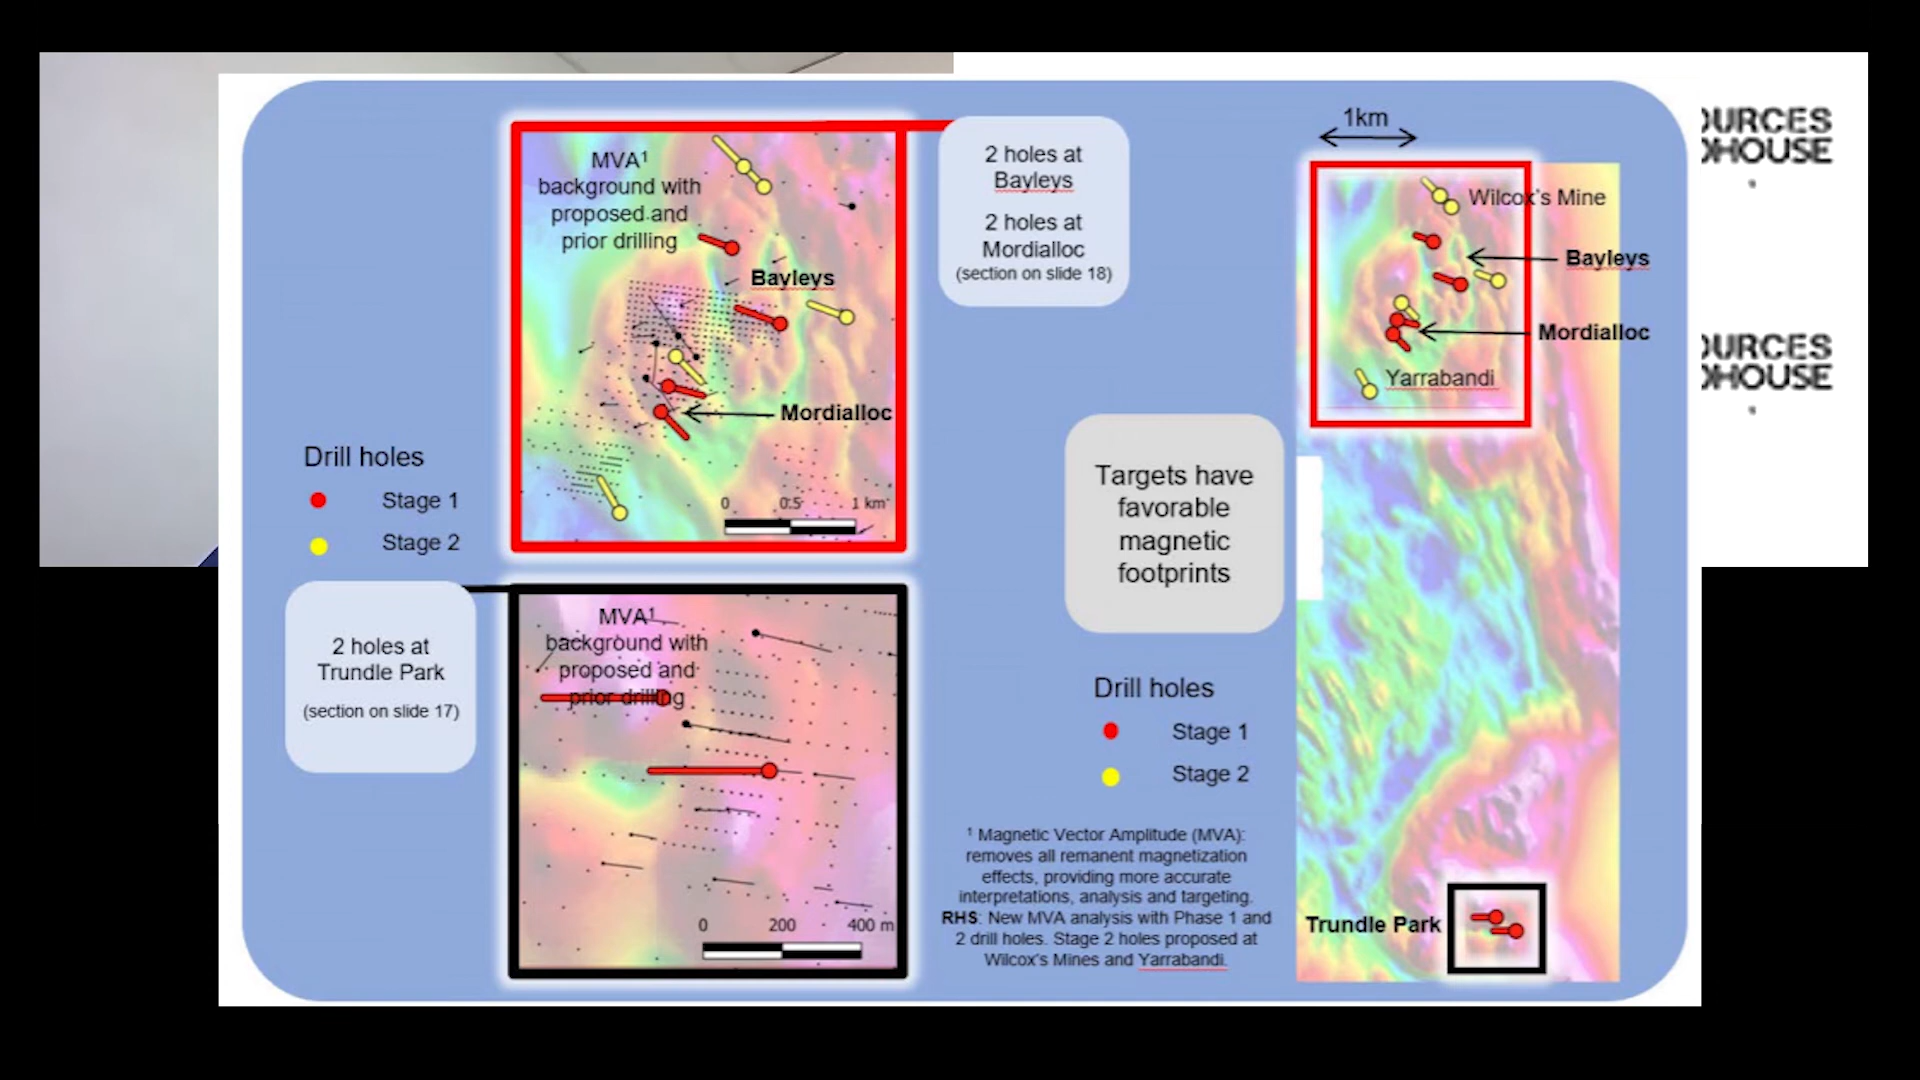 MVA¹
background with
proposed and
prior drilling
Bayleys
Mordialloc
0 0.5 1 km
2 holes at
Bayleys
2 holes at
Mordialloc
(section on slide 18)
Drill holes
Stage 1
Stage 2
2 holes at
Trundle Park
(section on slide 17)
MVA¹
background with
proposed and
prior drilling
0 200 400 m
Targets have
favorable
magnetic
footprints
Drill holes
Stage 1
Stage 2
¹ Magnetic Vector Amplitude (MVA):
removes all remanent magnetization
effects, providing more accurate
interpretations, analysis and targeting.
RHS: New MVA analysis with Phase 1 and
2 drill holes. Stage 2 holes proposed at
Wilcox's Mines and Yarrabandi.
1km
Wilcox's Mine
Bayleys
Mordialloc
Yarrabandi
Trundle Park
OURCES
OHOUSE
OURCES
OHOUSE